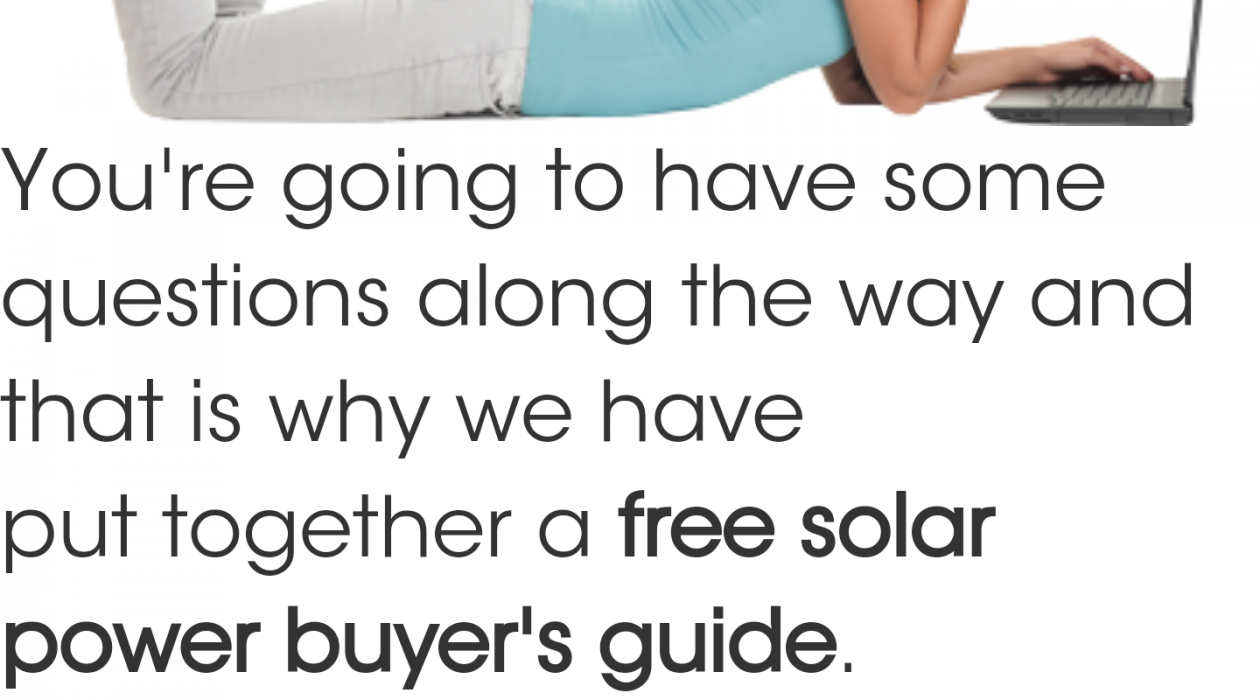 You're going to have some
questions along the way and
that is why we have
put together a free solar
power buyer's guide.